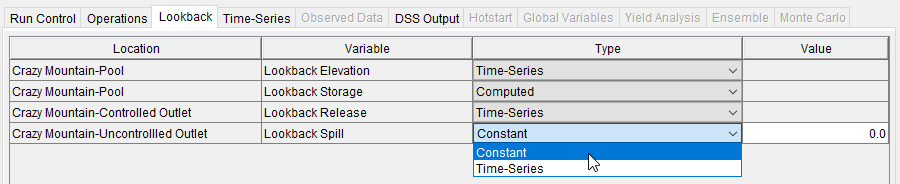 Run Control Operations Lookback Time-Series Observed Data DSS Output Hotstart Global Variables Yield Analysis Ensemble Monte Carlo
Location Variable Type Value
Crazy Mountain-Pool Lookback Elevation Time-Series
Crazy Mountain-Pool Lookback Storage Computed
Crazy Mountain-Controlled Outlet Lookback Release Time-Series
Crazy Mountain-Uncontrollled Outlet Lookback Spill Constant 0.0
Constant
Time-Series